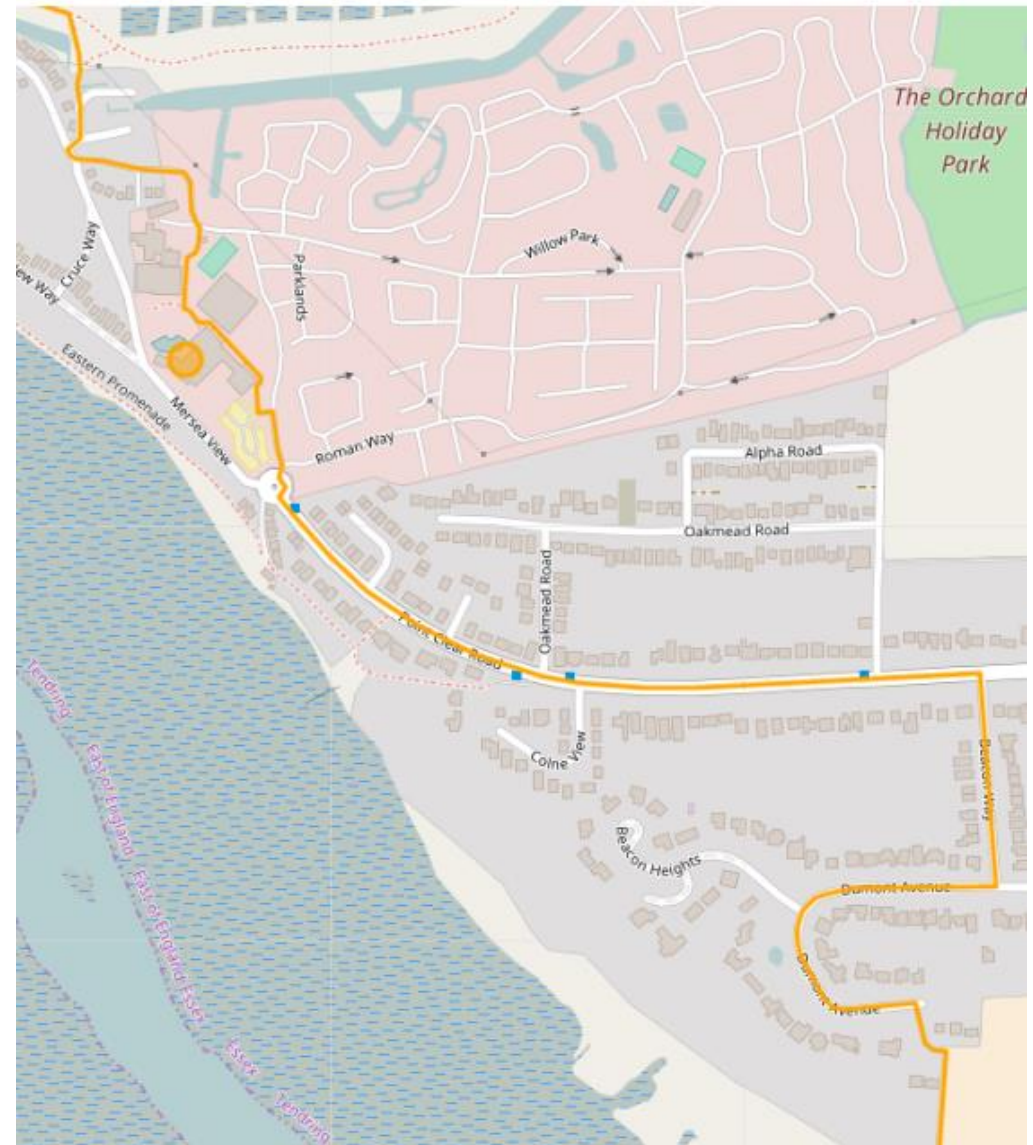 The Orchard
Holiday
Park
Willow Park
Cruce Way
ew Way
Parklands
Eastern Promenade
Mersea View
Roman Way
Alpha Road
Oakmead Road
Oakmead Road
Point Clear Road
Colne View
Beacon Way
Beacon Heights
Dumont Avenue
Dumont Avenue
Tendring
East of England
East of England
Essex
Essex
Tendring